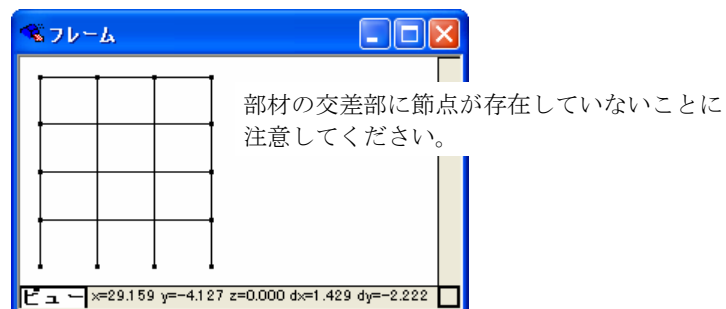 フレーム
部材の交差部に節点が存在していないことに
注意してください。
ビュー x=29.159 y=-4.127 z=0.000 dx=1.429 dy=-2.222